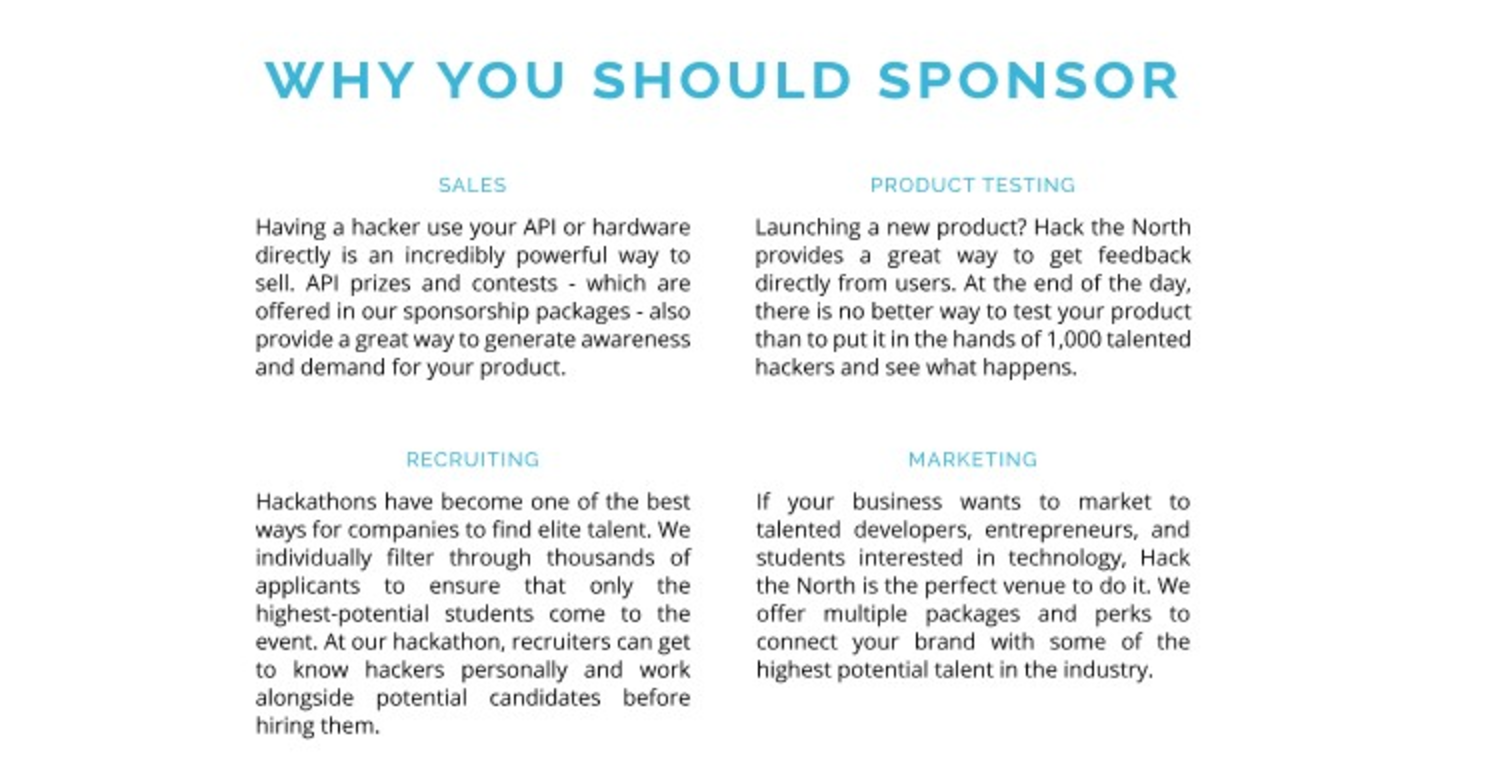 WHY YOU SHOULD SPONSOR
SALES
Having a hacker use your API or hardware
directly is an incredibly powerful way to
sell. API prizes and contests - which are
offered in our sponsorship packages - also
provide a great way to generate awareness
and demand for your product.
PRODUCT TESTING
Launching a new product? Hack the North
provides a great way to get feedback
directly from users. At the end of the day,
there is no better way to test your product
than to put it in the hands of 1,000 talented
hackers and see what happens.
RECRUITING
Hackathons have become one of the best
ways for companies to find elite talent. We
individually filter through thousands of
applicants to ensure that only the
highest-potential students come to the
event. At our hackathon, recruiters can get
to know hackers personally and work
alongside potential candidates before
hiring them.
MARKETING
If your business wants to market to
talented developers, entrepreneurs, and
students interested in technology, Hack
the North is the perfect venue to do it. We
offer multiple packages and perks to
connect your brand with some of the
highest potential talent in the industry.